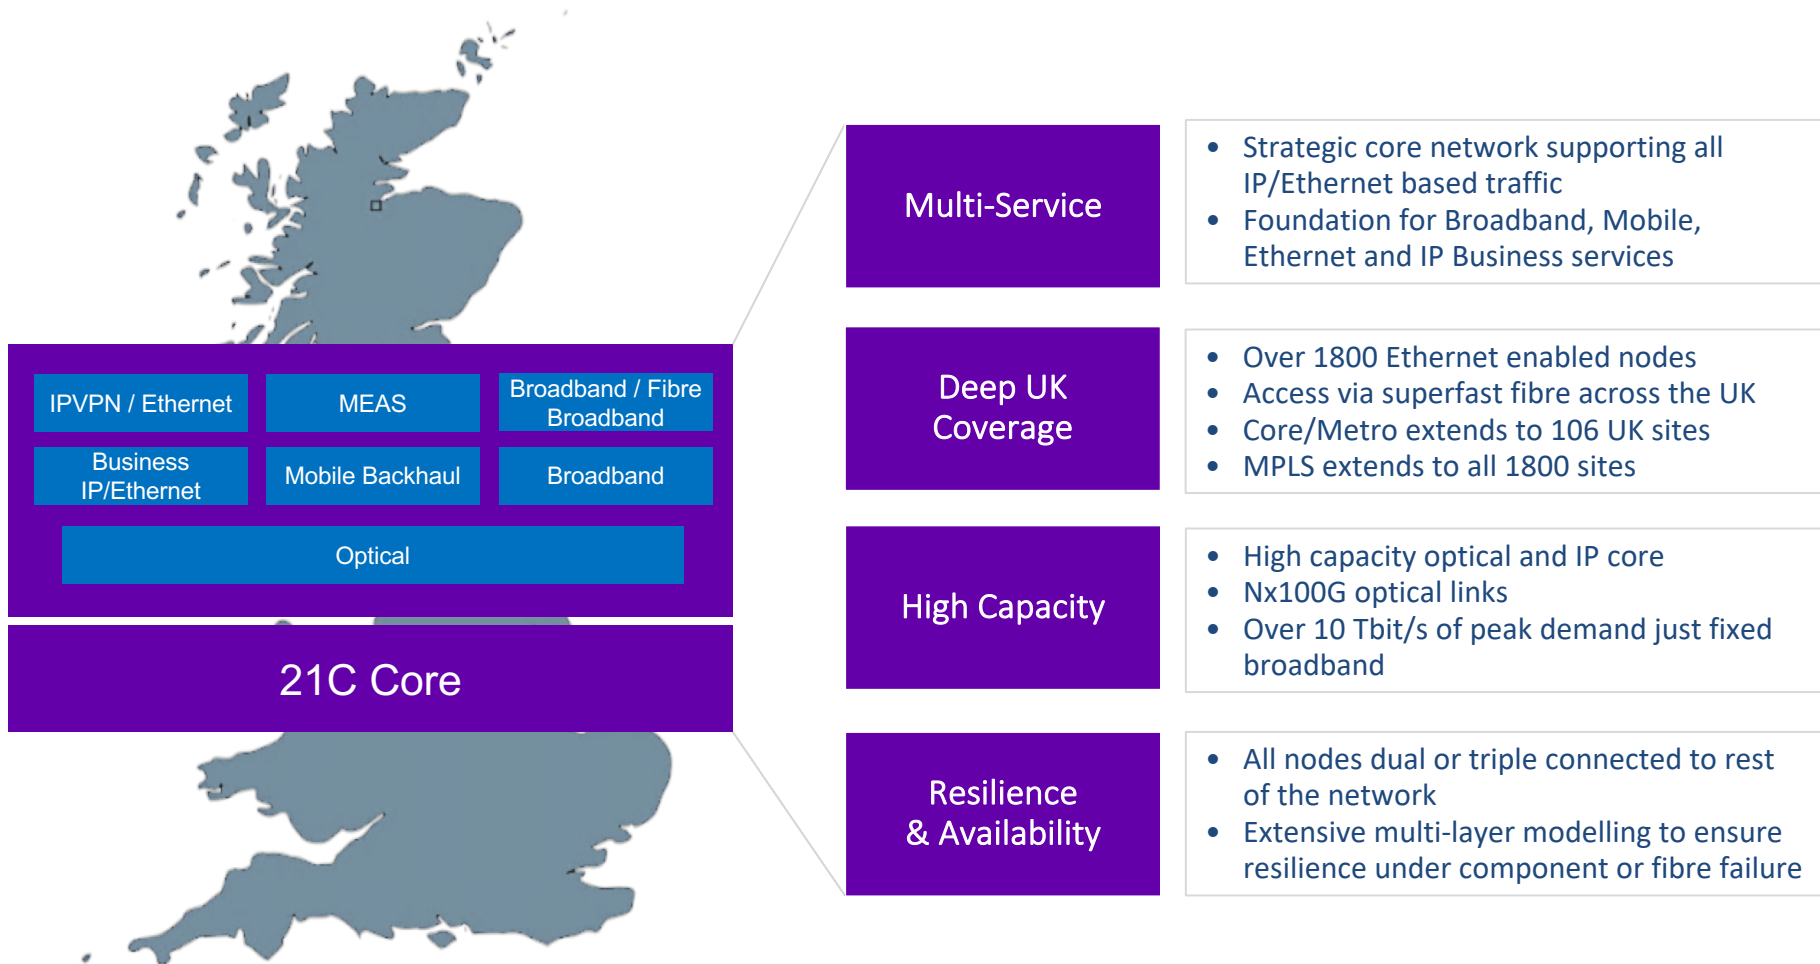 IPVPN / Ethernet
MEAS
Broadband / Fibre
Broadband
Business
IP/Ethernet
Mobile Backhaul
Broadband
Optical
21C Core
Multi-Service
• Strategic core network supporting all
IP/Ethernet based traffic
• Foundation for Broadband, Mobile,
Ethernet and IP Business services
Deep UK
Coverage
• Over 1800 Ethernet enabled nodes
• Access via superfast fibre across the UK
• Core/Metro extends to 106 UK sites
• MPLS extends to all 1800 sites
High Capacity
• High capacity optical and IP core
• Nx100G optical links
• Over 10 Tbit/s of peak demand just fixed
broadband
Resilience
& Availability
• All nodes dual or triple connected to rest
of the network
• Extensive multi-layer modelling to ensure
resilience under component or fibre failure